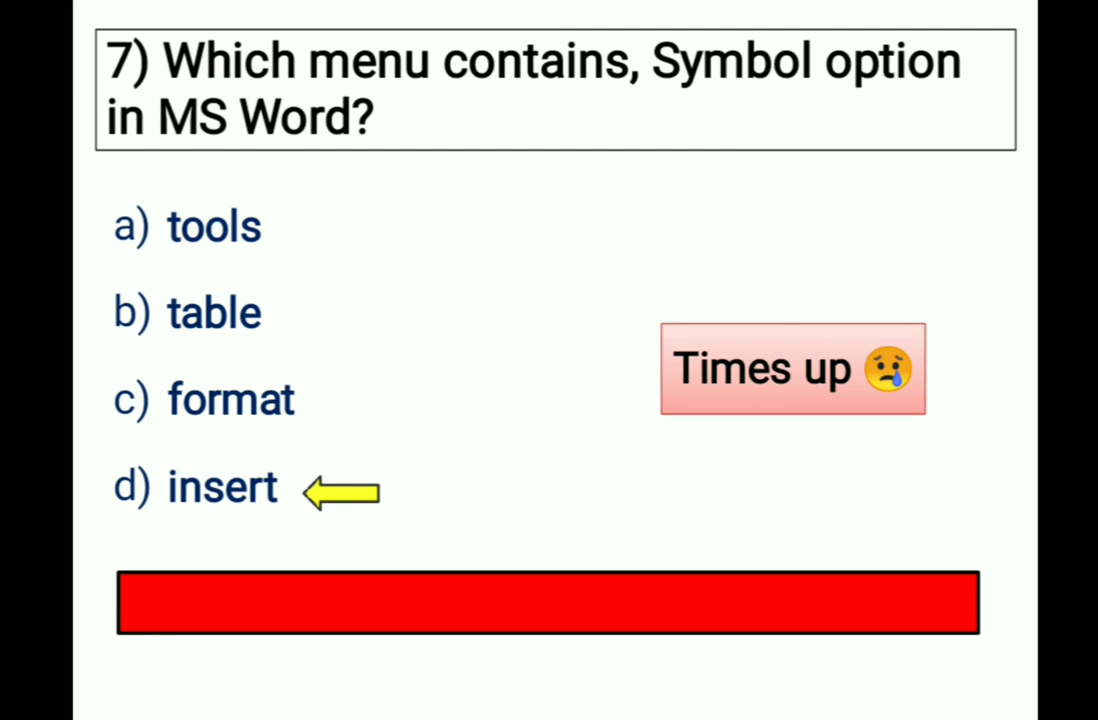 7) Which menu contains, Symbol option
in MS Word?
a) tools
b) table
Times up 😢
c) format
d) insert